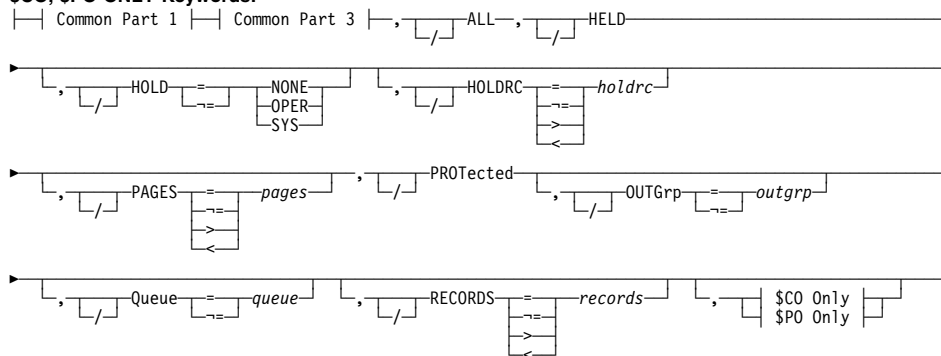 $CO, $PO ONLY Keywords:
Common Part 1 Common Part 3 , / ALL , / HELD
, / HOLD = NONE , / HOLDRC = holdrc
¬= OPER ¬=
SYS >
<
, / PAGES = pages , / PROTected
¬= , / OUTGrp = outgrp
> ¬=
<
, / Queue = queue , / RECORDS = records , $CO Only
¬= ¬= $PO Only
>
<